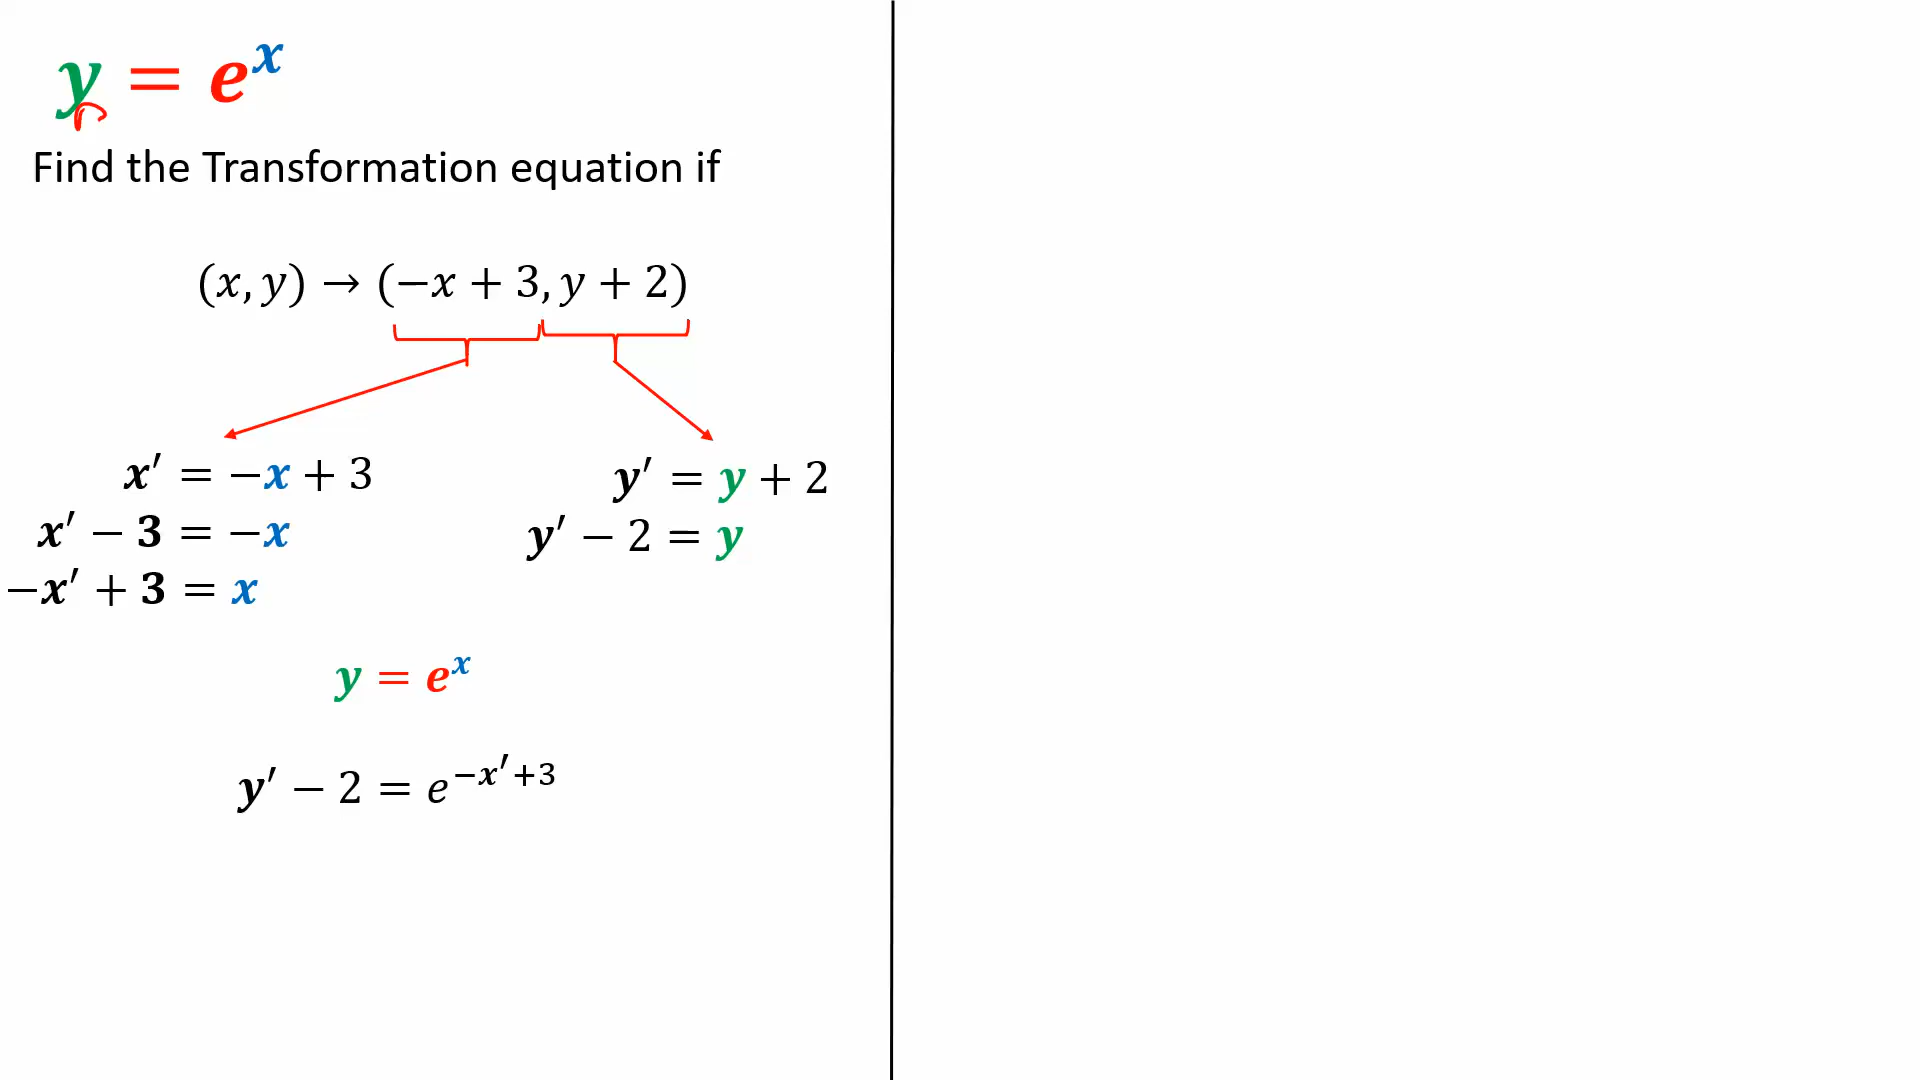 y = e^x
Find the Transformation equation if
(x, y) → (−x + 3, y + 2)
x′ = −x + 3
x′ − 3 = −x
−x′ + 3 = x
y′ = y + 2
y′ − 2 = y
y = e^x
y′ − 2 = e^{−x′+3}